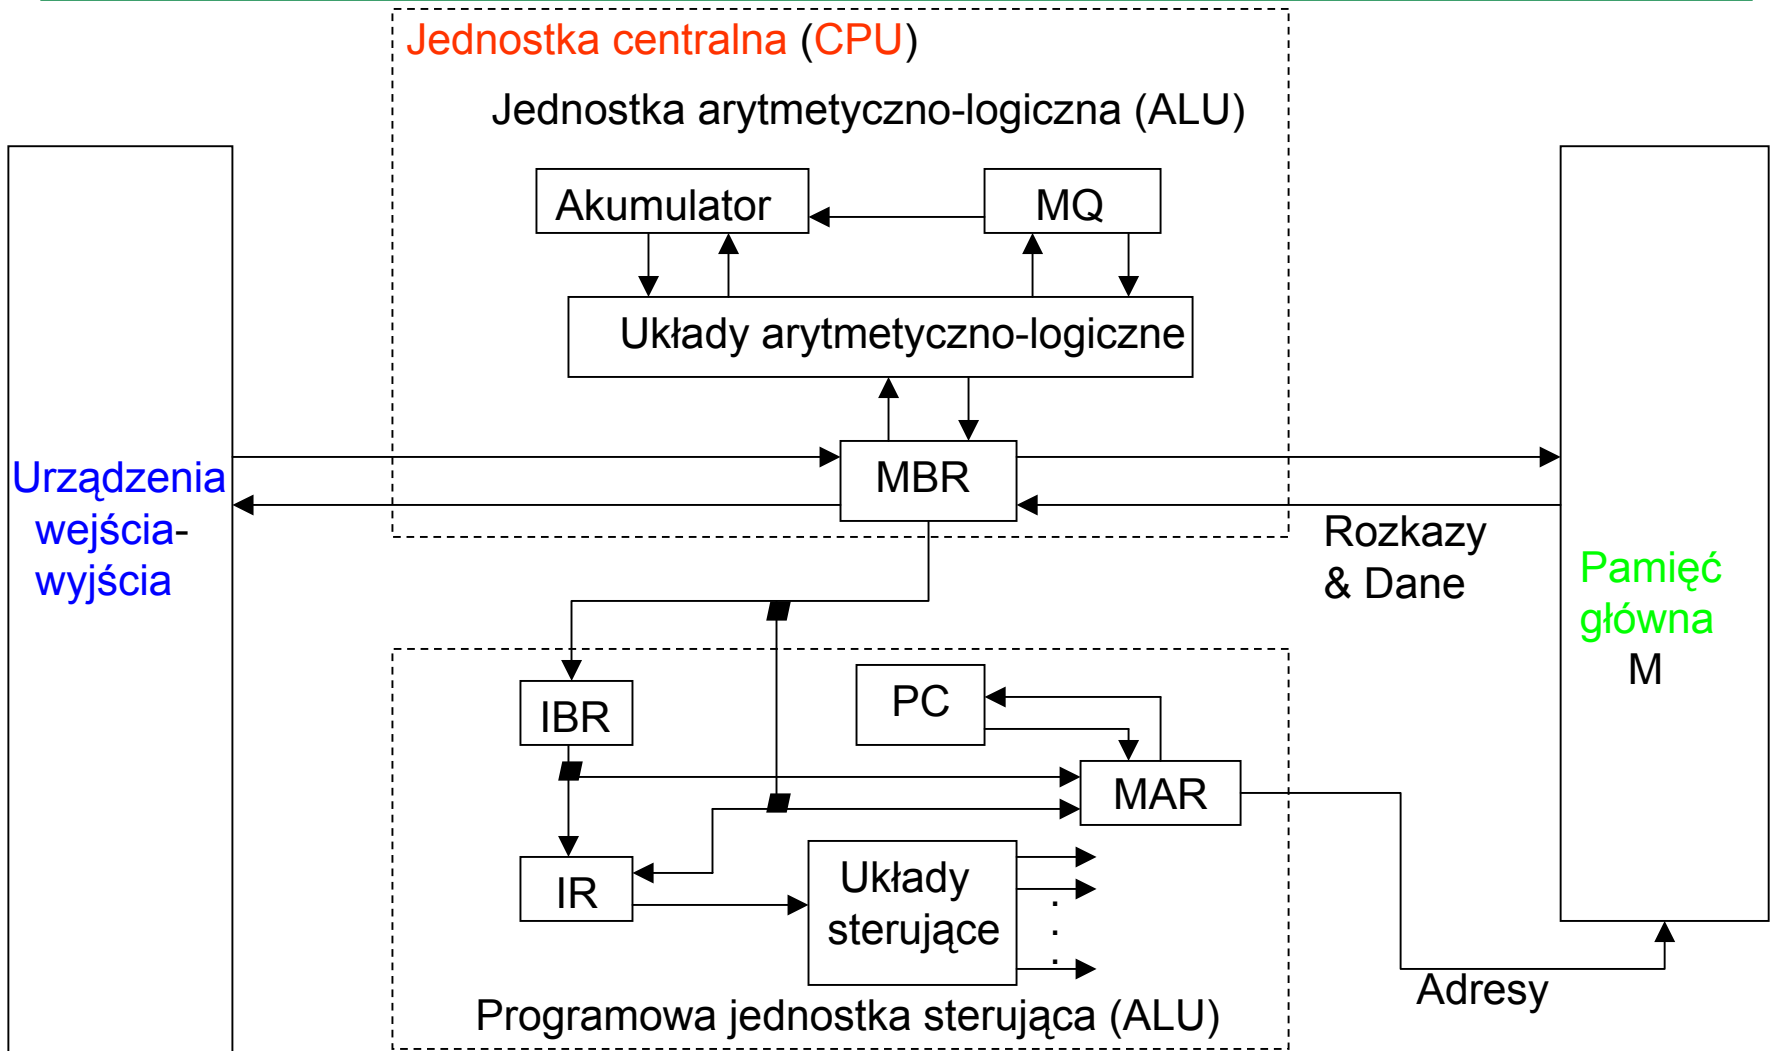 Jednostka centralna (CPU)
Jednostka arytmetyczno-logiczna (ALU)
Akumulator
MQ
Układy arytmetyczno-logiczne
MBR
Urządzenia
wejścia-
wyjścia
Rozkazy
& Dane
Pamięć
główna
M
IBR
PC
MAR
IR
Układy
sterujące
.
.
.
Adresy
Programowa jednostka sterująca (ALU)